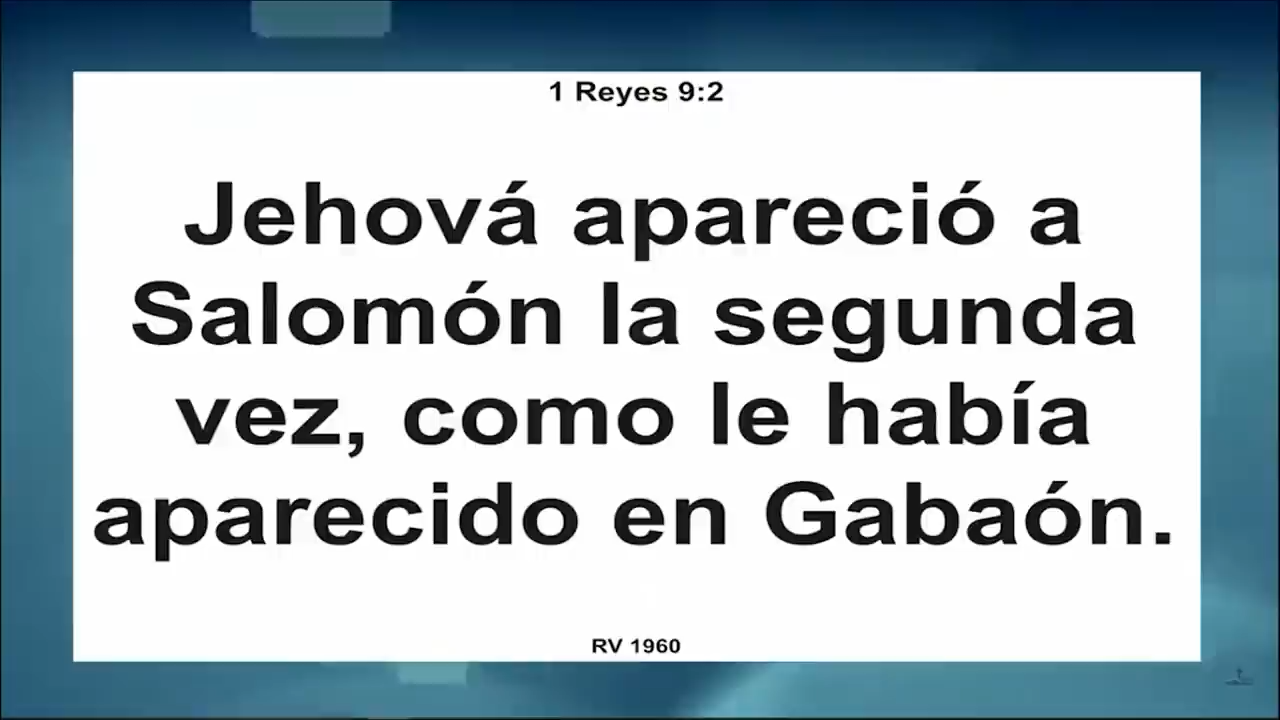 1 Reyes 9:2
Jehová apareció a
Salomón la segunda
vez, como le había
aparecido en Gabaón.
RV 1960